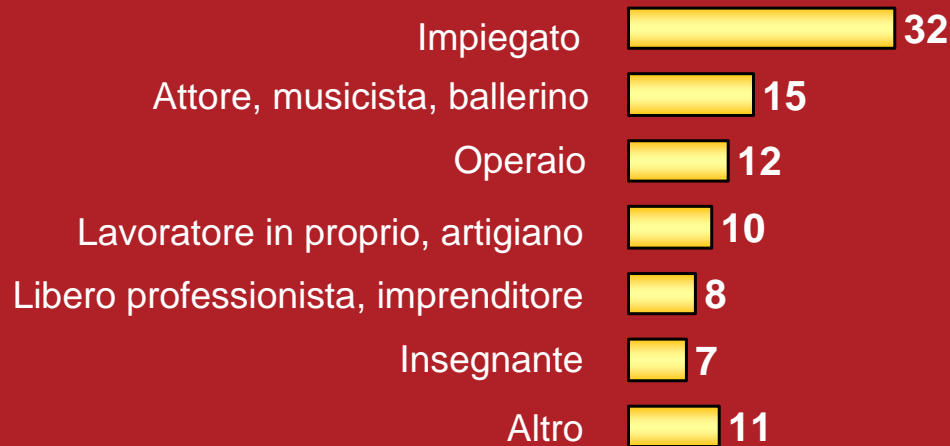 Impiegato 32
Attore, musicista, ballerino 15
Operaio 12
Lavoratore in proprio, artigiano 10
Libero professionista, imprenditore 8
Insegnante 7
Altro 11